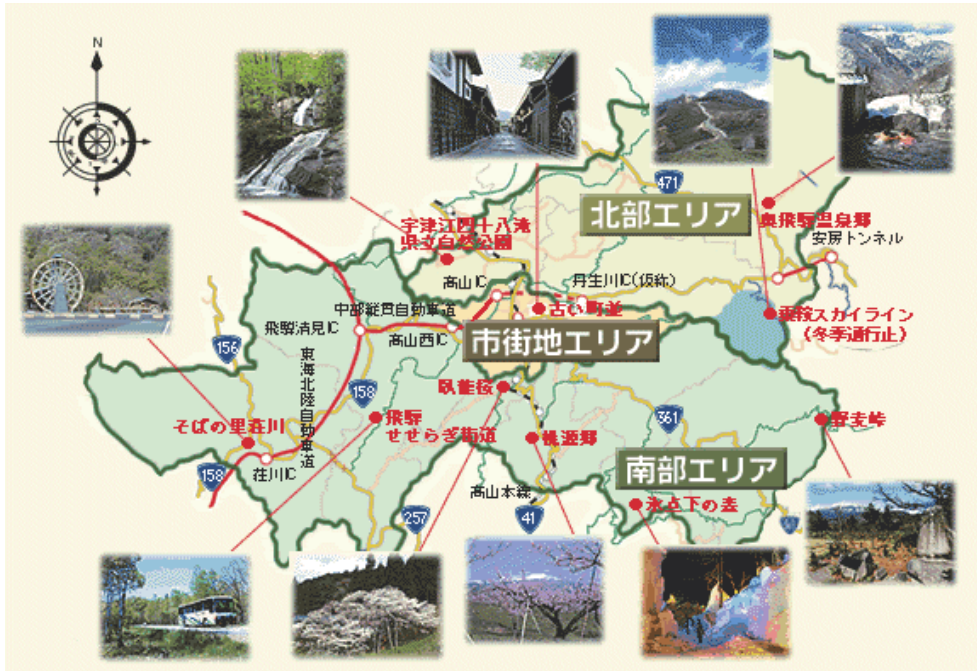 N
宇津江四十八滝
県立自然公園
471
北部エリア
奥飛騨温泉郷
安房トンネル
高山IC
丹生川IC(仮称)
中部縦貫自動車道
古い町並
乗鞍スカイライン
(冬季通行止)
飛騨清見IC
高山西IC
市街地エリア
156
東海北陸自動車道
158
臥龍桜
361
そばの里荘川
飛騨
せせらぎ街道
桃源郷
野麦峠
158
荘川IC
高山本線
南部エリア
氷点下の森
257
41